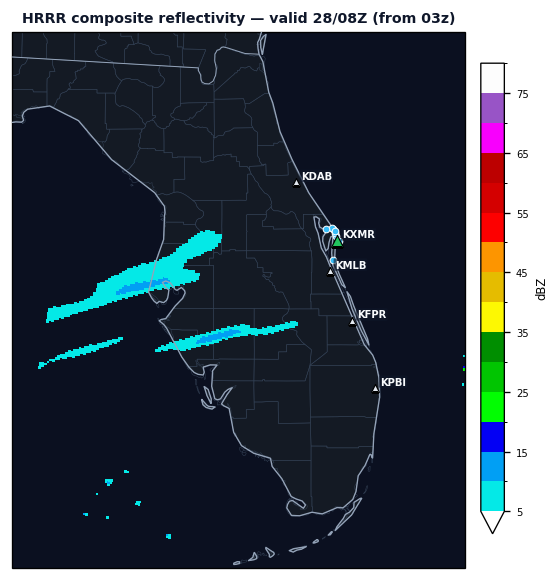 HRRR composite reflectivity — valid 28/08Z (from 03z)
KDAB
KXMR
KMLB
KFPR
KPBI
75
65
55
45
35
25
15
5
dBZ